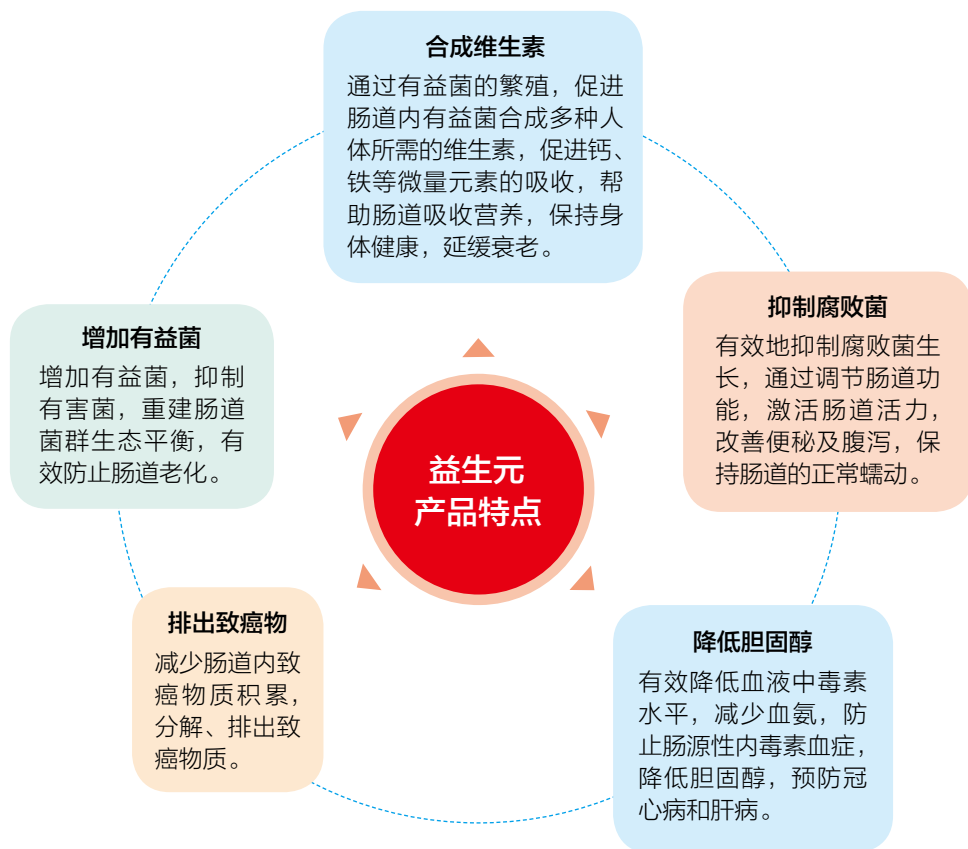 合成维生素
通过有益菌的繁殖，促进
肠道内有益菌合成多种人
体所需的维生素，促进钙、
铁等微量元素的吸收，帮
助肠道吸收营养，保持身
体健康，延缓衰老。
增加有益菌
增加有益菌，抑制
有害菌，重建肠道
菌群生态平衡，有
效防止肠道老化。
抑制腐败菌
有效地抑制腐败菌生
长，通过调节肠道功
能，激活肠道活力，
改善便秘及腹泻，保
持肠道的正常蠕动。
益生元
产品特点
排出致癌物
减少肠道内致
癌物质积累，
分解、排出致
癌物质。
降低胆固醇
有效降低血液中毒素
水平，减少血氨，防
止肠源性内毒素血症，
降低胆固醇，预防冠
心病和肝病。